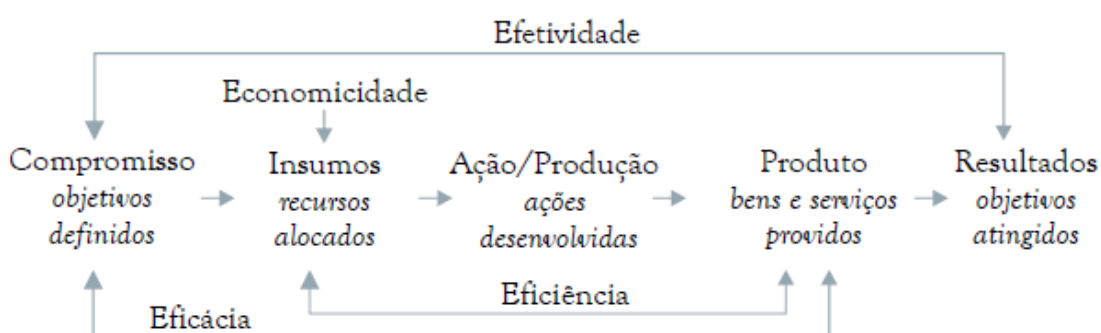 Efetividade
Economicidade
Compromisso
objetivos
definidos
Insumos
recursos
alocados
Ação/Produção
ações
desenvolvidas
Produto
bens e serviços
providos
Resultados
objetivos
atingidos
Eficiência
Eficácia